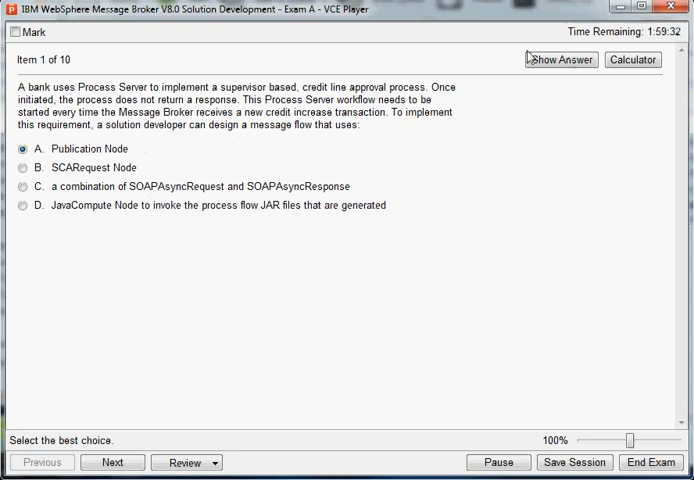 IBM WebSphere Message Broker V8.0 Solution Development - Exam A - VCE Player
Mark
Time Remaining: 1:59:32
Item 1 of 10
Show Answer
Calculator
A bank uses Process Server to implement a supervisor based, credit line approval process. Once
initiated, the process does not return a response. This Process Server workflow needs to be
started every time the Message Broker receives a new credit increase transaction. To implement
this requirement, a solution developer can design a message flow that uses:
A. Publication Node
B. SCARequest Node
C. a combination of SOAPAsyncRequest and SOAPAsyncResponse
D. JavaCompute Node to invoke the process flow JAR files that are generated
Select the best choice.
100%
Previous
Next
Review
Pause
Save Session
End Exam